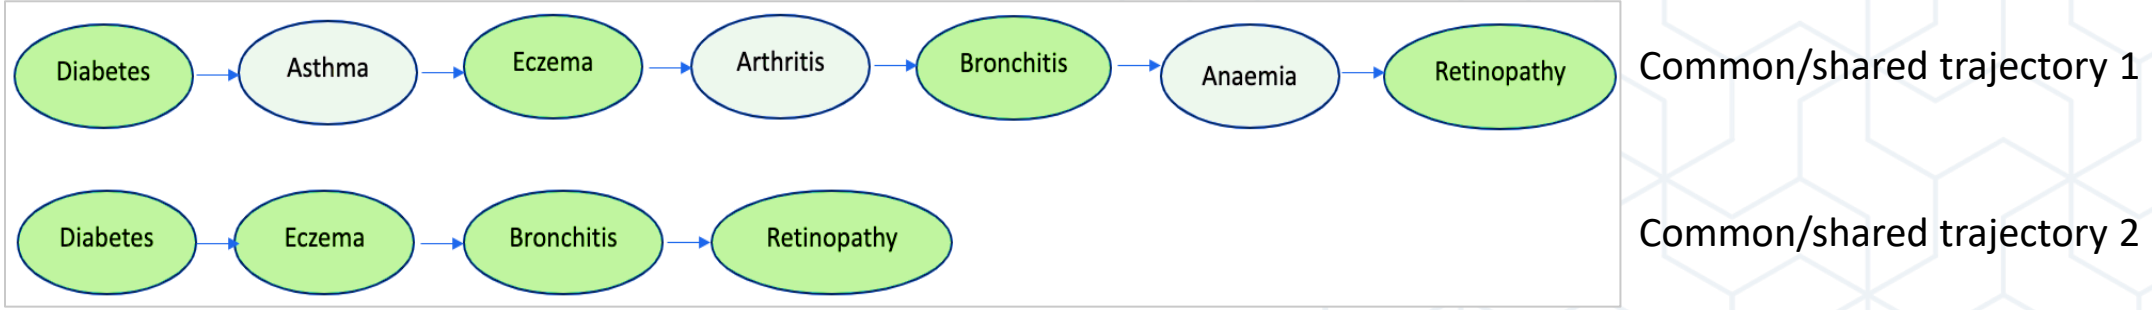 Diabetes Asthma Eczema Arthritis Bronchitis Anaemia Retinopathy Common/shared trajectory 1
Diabetes Eczema Bronchitis Retinopathy Common/shared trajectory 2